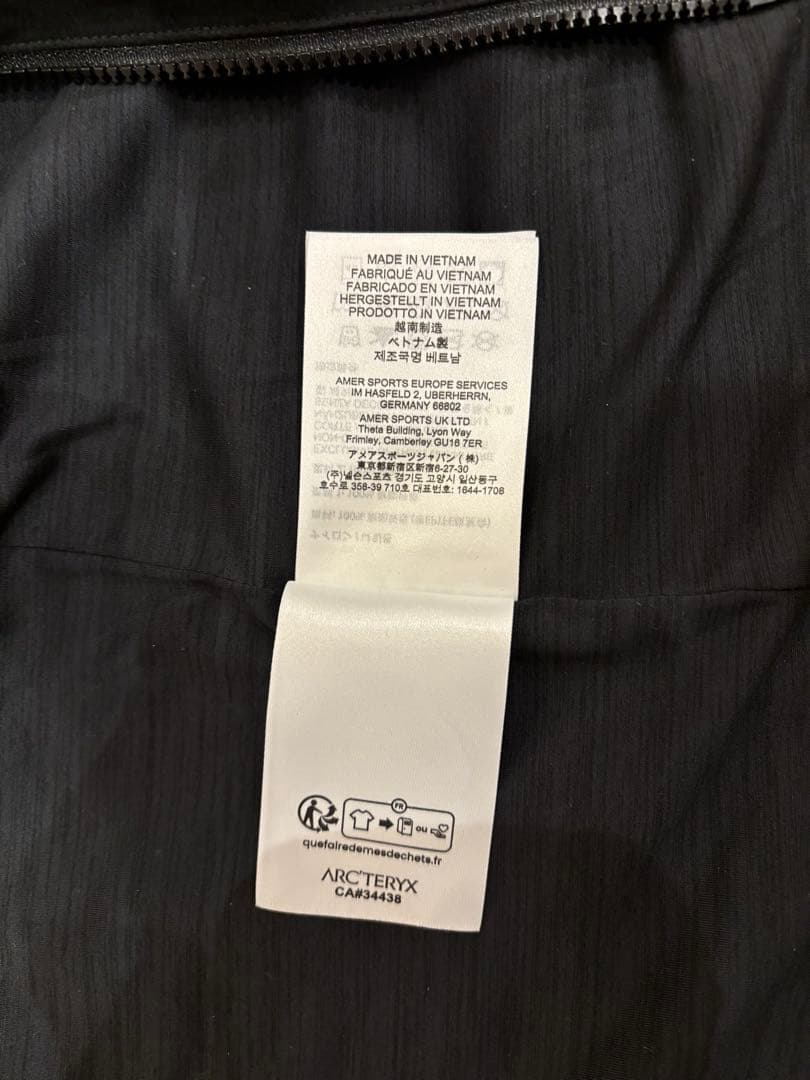 MADE IN VIETNAM
FABRIQUÉ AU VIETNAM
FABRICADO EN VIETNAM
HERGESTELLT IN VIETNAM
PRODOTTO IN VIETNAM
越南制造
ベトナム製
제조국명 베트남
AMER SPORTS EUROPE SERVICES
IM HASFELD 2, UBERHERRN,
GERMANY 66802
AMER SPORTS UK LTD
Theta Building, Lyon Way
Frimley, Camberley GU16 7ER
アメアスポーツジャパン (株)
東京都新宿区新宿6-27-30
(주)넬슨스포츠 경기도 고양시 일산동구
호수로 358-39 710호 대표번호: 1644-1708
FR
ou
quefairedemesdechets.fr
ARC'TERYX
CA#34438